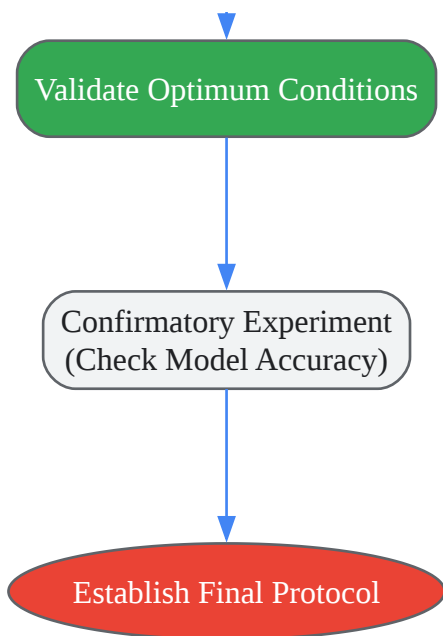 Validate Optimum Conditions
Confirmatory Experiment
(Check Model Accuracy)
Establish Final Protocol